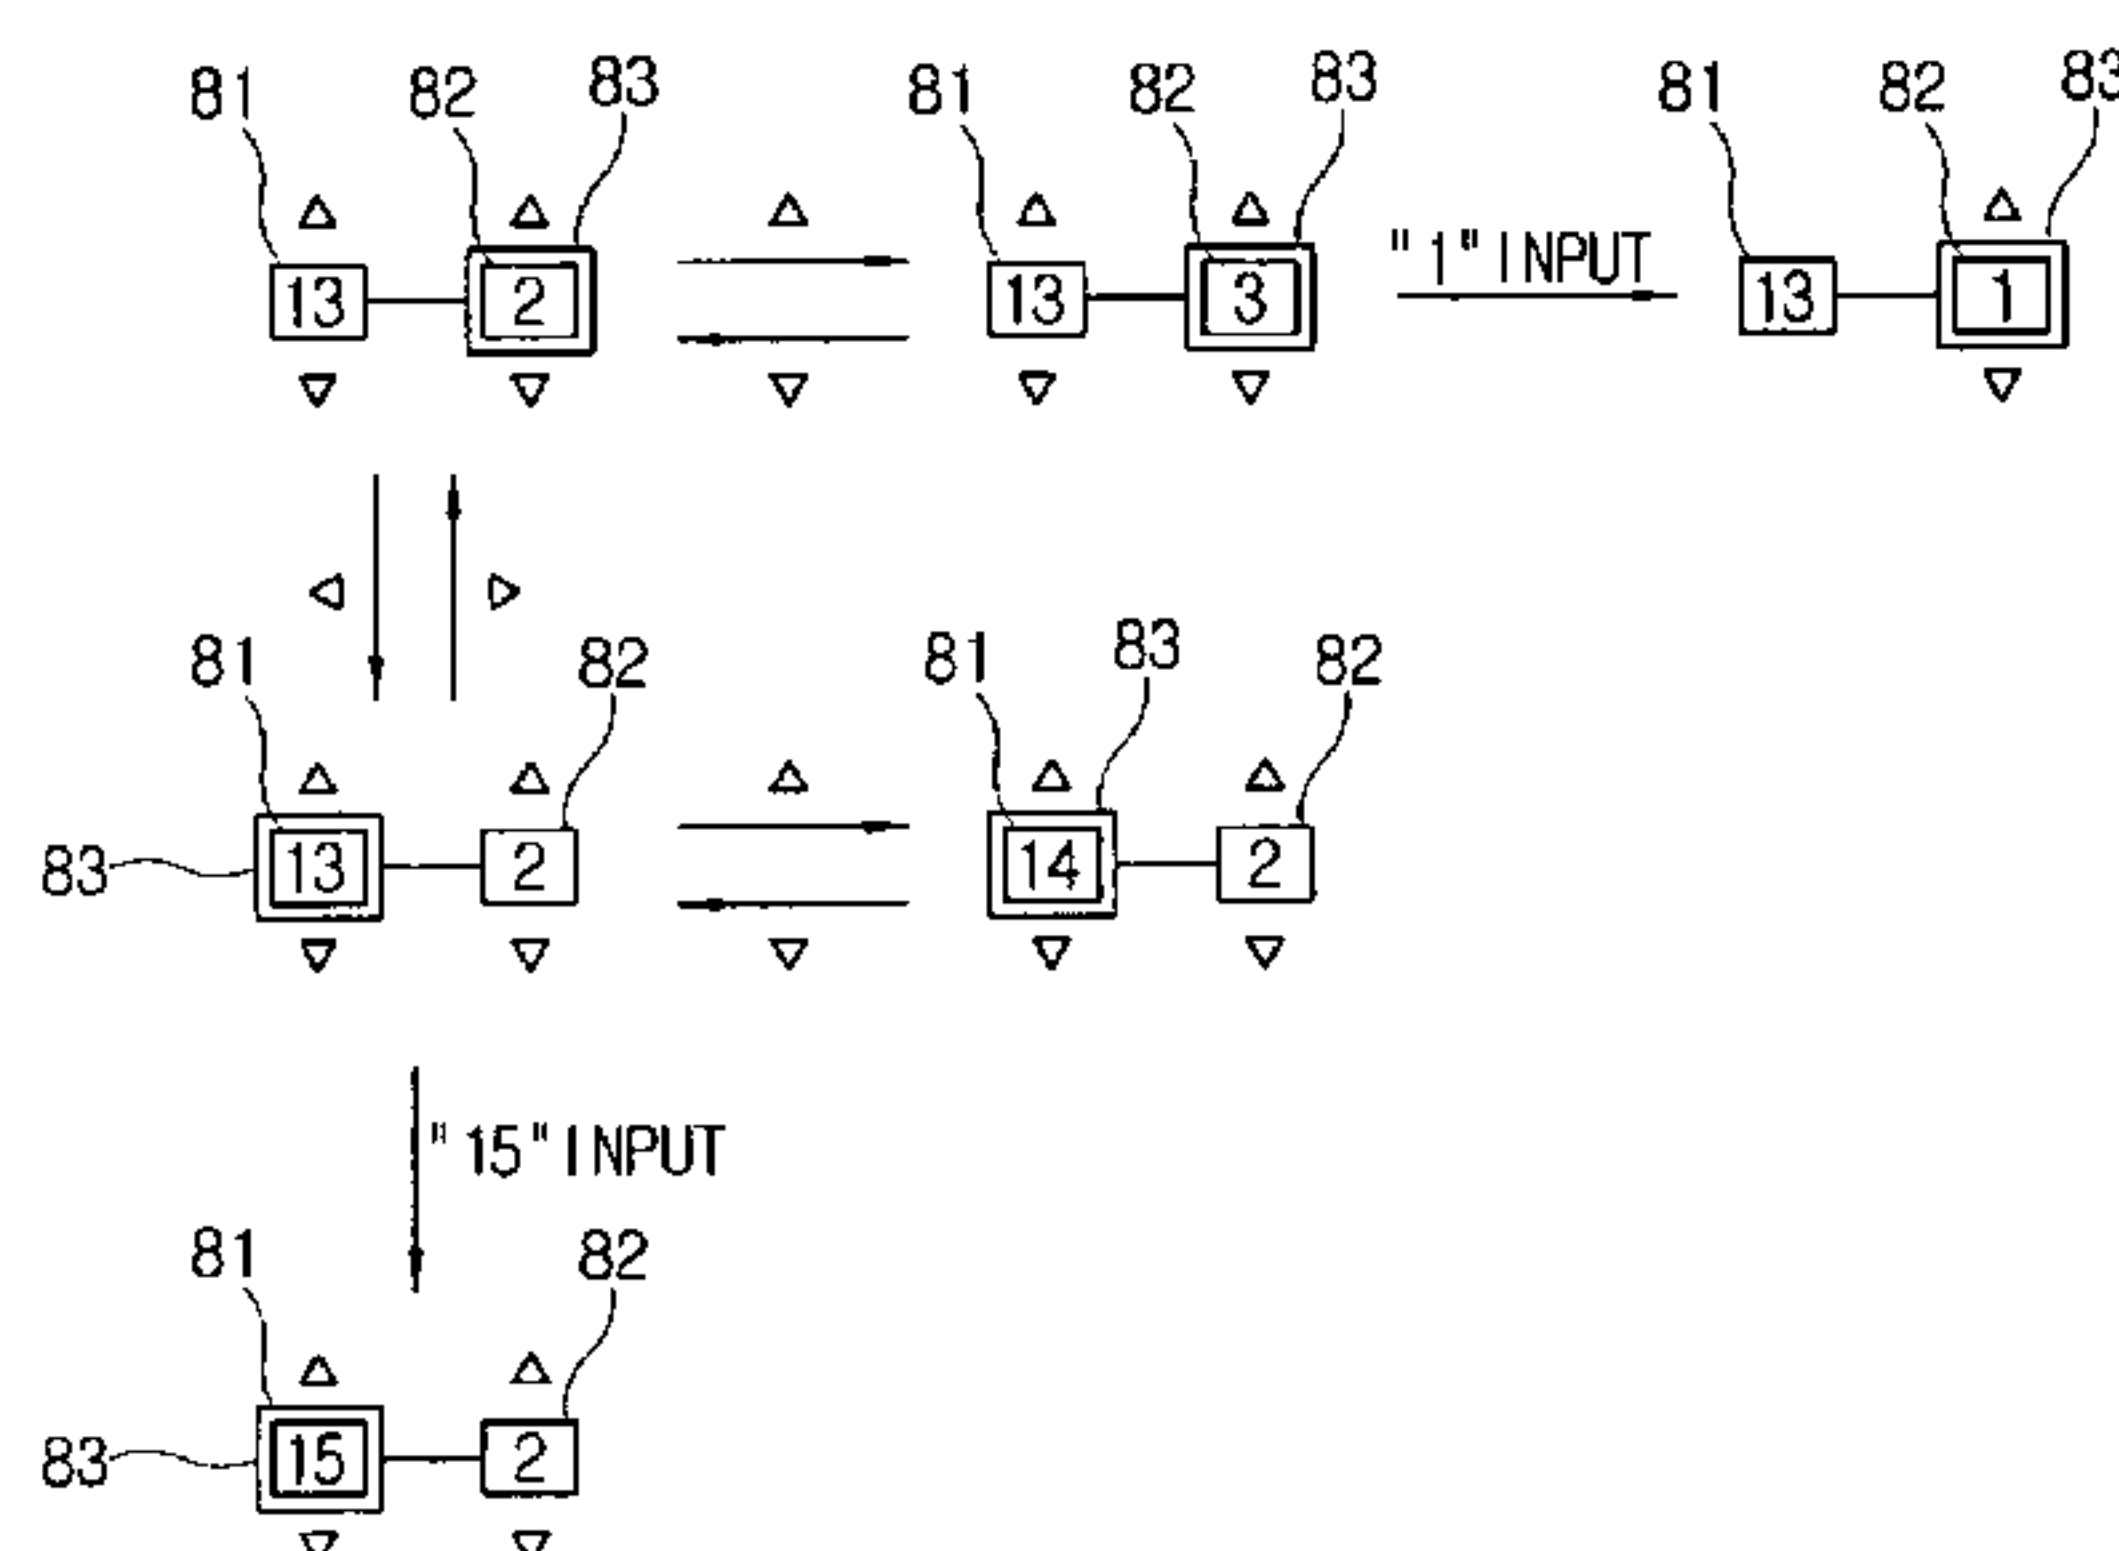 81 82 83 81 82 83 81 82 83
△ △ △ △ △ △
13 2 13 3 "1" INPUT 13 1
▽ ▽ ▽ ▽ ▽ ▽
◁ ▷
81 82 81 83 82
△ △ △ △ △
83 13 2 14 2
▽ ▽ ▽ ▽ ▽
"15" INPUT
81 82
△ △
83 15 2
▽ ▽